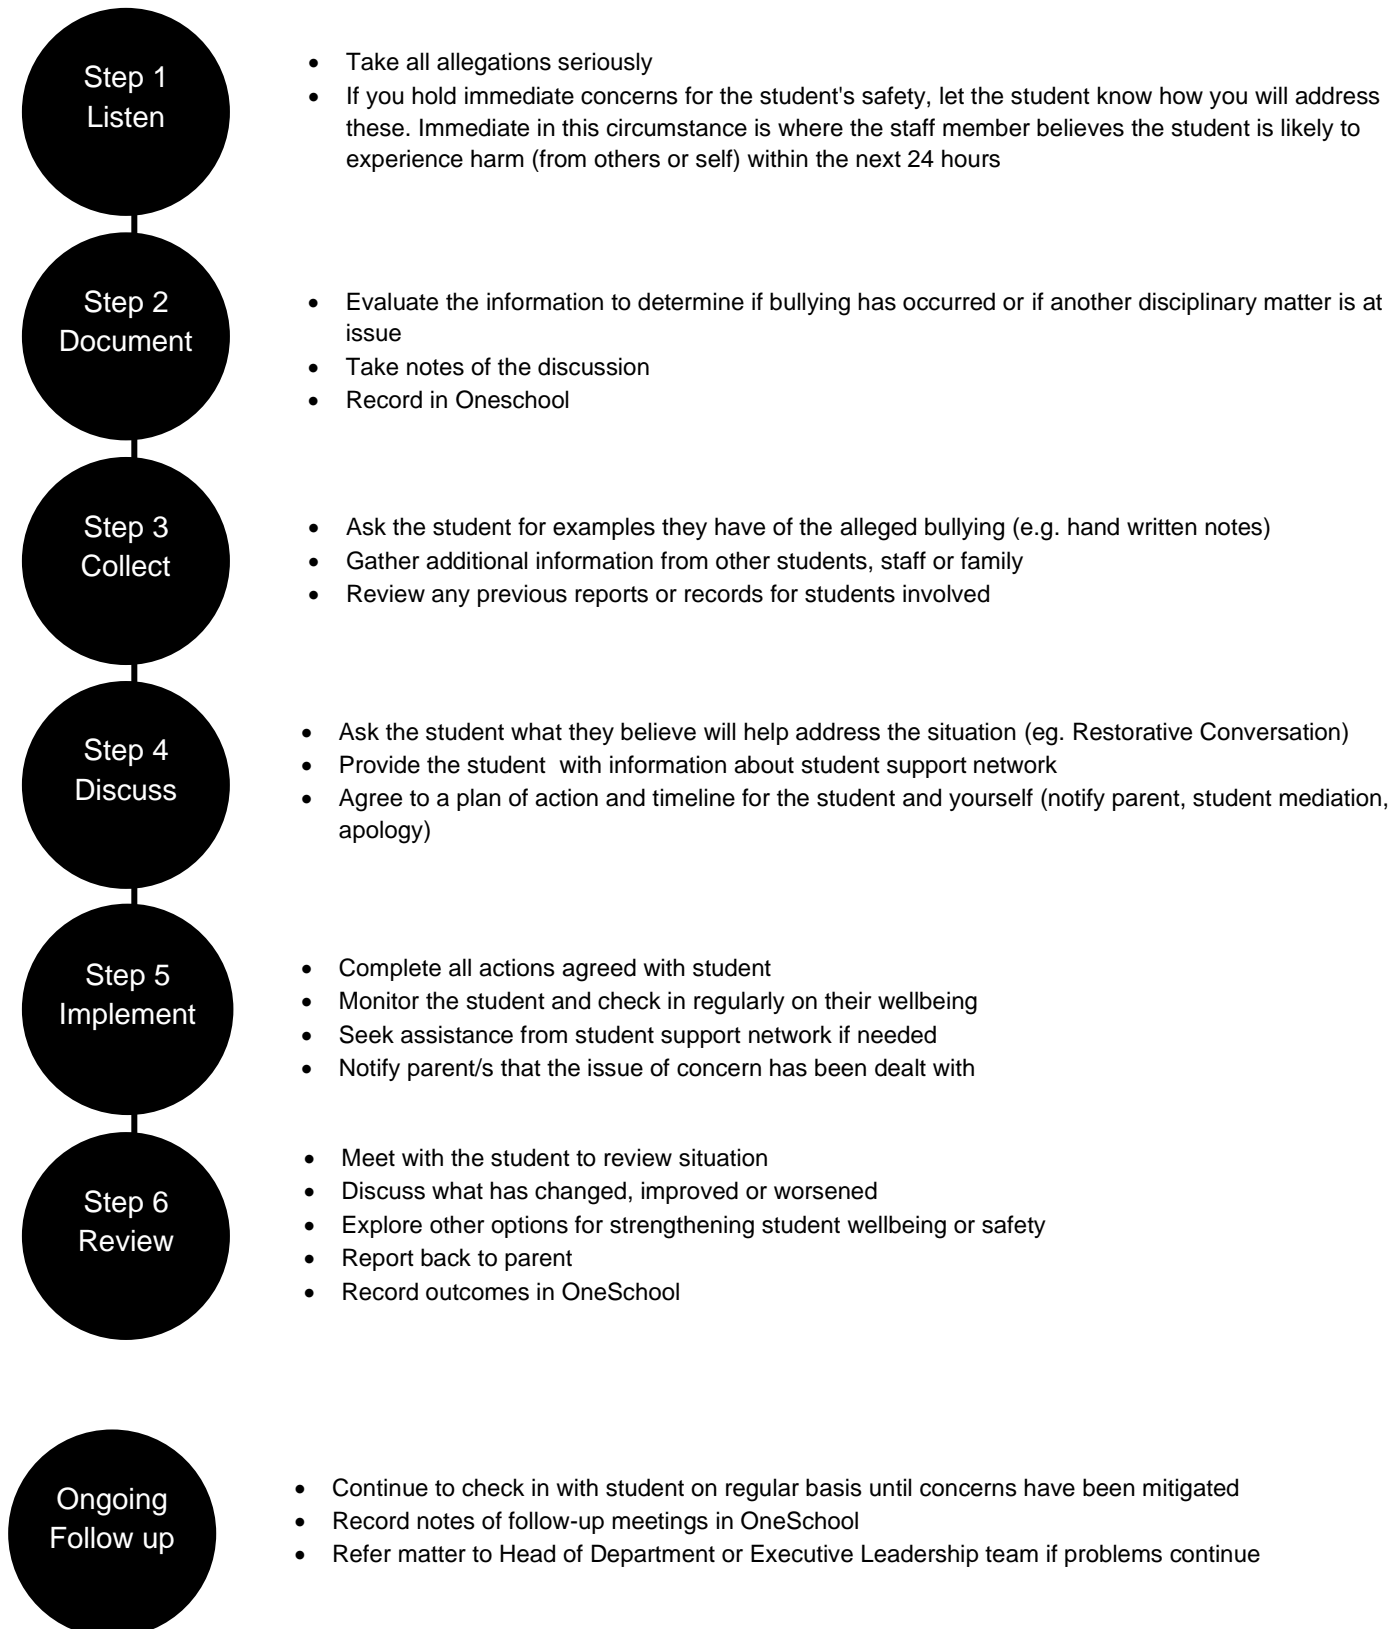 Step 1
Listen
• Take all allegations seriously
• If you hold immediate concerns for the student's safety, let the student know how you will address
these. Immediate in this circumstance is where the staff member believes the student is likely to
experience harm (from others or self) within the next 24 hours
Step 2
Document
• Evaluate the information to determine if bullying has occurred or if another disciplinary matter is at
issue
• Take notes of the discussion
• Record in Oneschool
Step 3
Collect
• Ask the student for examples they have of the alleged bullying (e.g. hand written notes)
• Gather additional information from other students, staff or family
• Review any previous reports or records for students involved
Step 4
Discuss
• Ask the student what they believe will help address the situation (eg. Restorative Conversation)
• Provide the student  with information about student support network
• Agree to a plan of action and timeline for the student and yourself (notify parent, student mediation,
apology)
Step 5
Implement
• Complete all actions agreed with student
• Monitor the student and check in regularly on their wellbeing
• Seek assistance from student support network if needed
• Notify parent/s that the issue of concern has been dealt with
Step 6
Review
• Meet with the student to review situation
• Discuss what has changed, improved or worsened
• Explore other options for strengthening student wellbeing or safety
• Report back to parent
• Record outcomes in OneSchool
Ongoing
Follow up
• Continue to check in with student on regular basis until concerns have been mitigated
• Record notes of follow-up meetings in OneSchool
• Refer matter to Head of Department or Executive Leadership team if problems continue